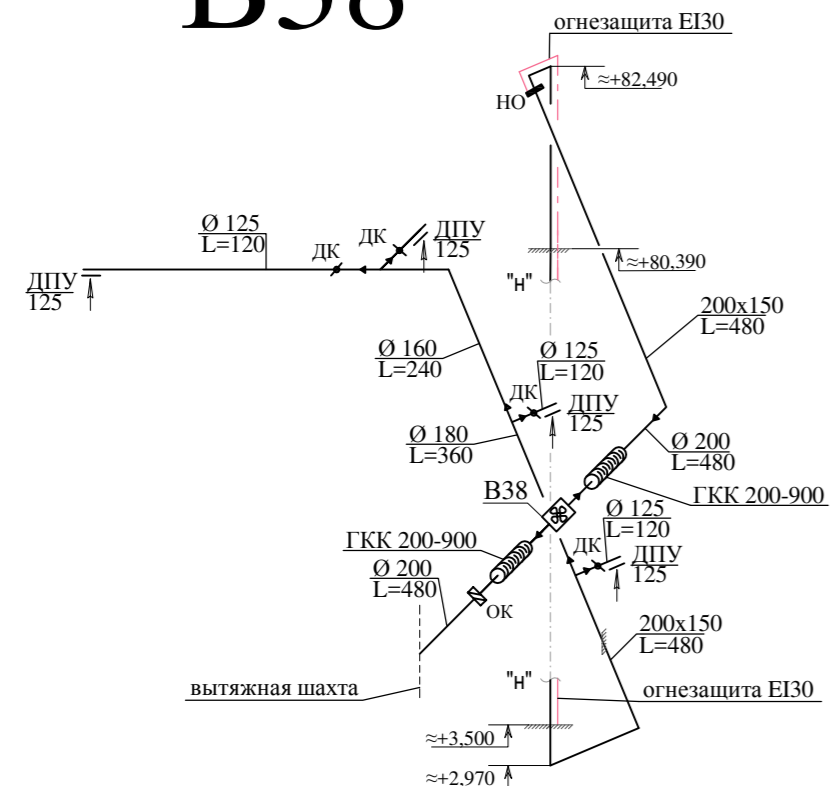 В38
огнезащита EI30
≈+82,490
НО
Ø 125
L=120
ДК
ДК
ДПУ
125
ДПУ
125
≈+80,390
"Н"
200х150
L=480
Ø 160
L=240
Ø 125
L=120
ДК
ДПУ
125
Ø 180
L=360
Ø 200
L=480
В38
ГКК 200-900
Ø 125
L=120
ГКК 200-900
ДК
ДПУ
125
Ø 200
L=480
ОК
200х150
L=480
"Н"
вытяжная шахта
огнезащита EI30
≈+3,500
≈+2,970